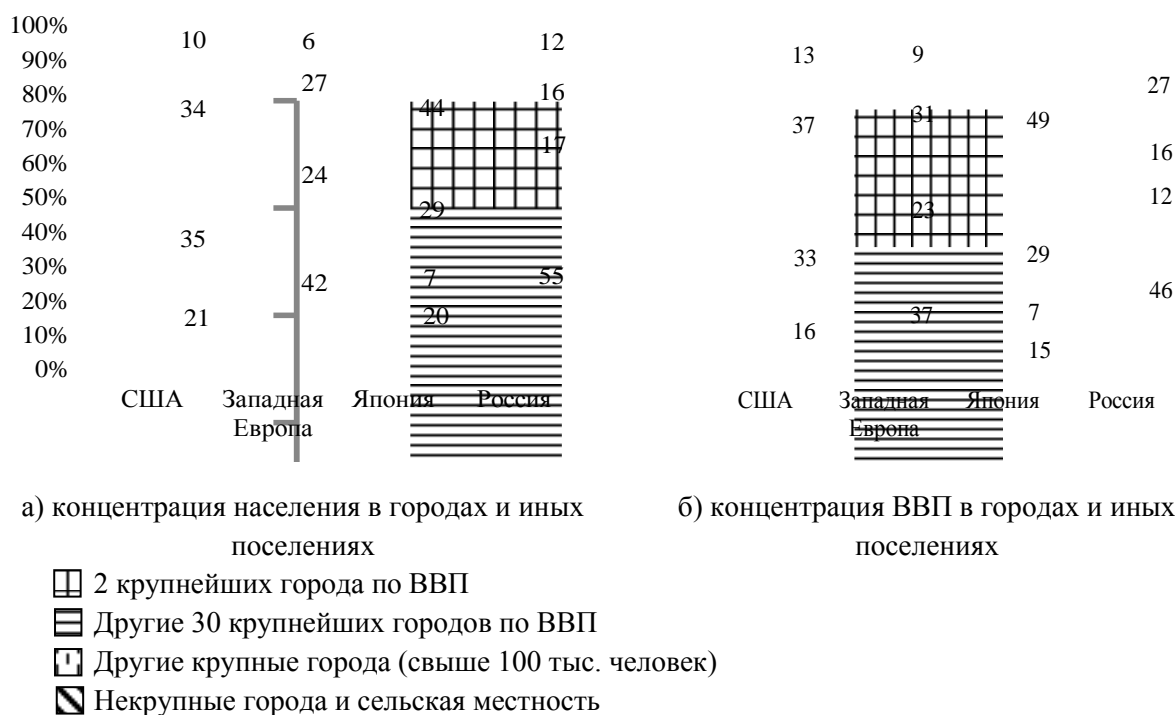 100%
90%
80%
70%
60%
50%
40%
30%
20%
10%
0%
10
34
35
21
6
27
24
42
44
29
7
20
12
16
17
55
США
Западная
Европа
Япония
Россия
а) концентрация населения в городах и иных
поселениях
13
37
33
16
9
31
23
37
49
29
7
15
27
16
12
46
США
Западная
Европа
Япония
Россия
б) концентрация ВВП в городах и иных
поселениях
2 крупнейших города по ВВП
Другие 30 крупнейших городов по ВВП
Другие крупные города (свыше 100 тыс. человек)
Некрупные города и сельская местность